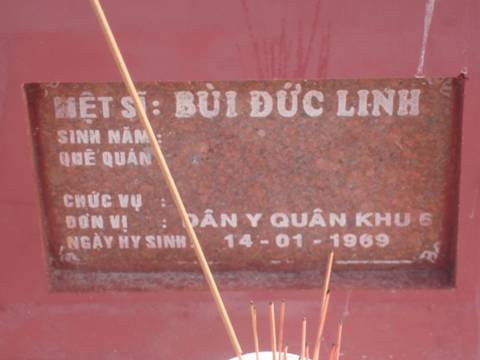 LIỆT SĨ: BÙI ĐỨC LINH
SINH NĂM :
QUÊ QUÁN
CHỨC VỤ :
ĐƠN VỊ : DÂN Y QUÂN KHU 6
NGÀY HY SINH: 14-01-1969